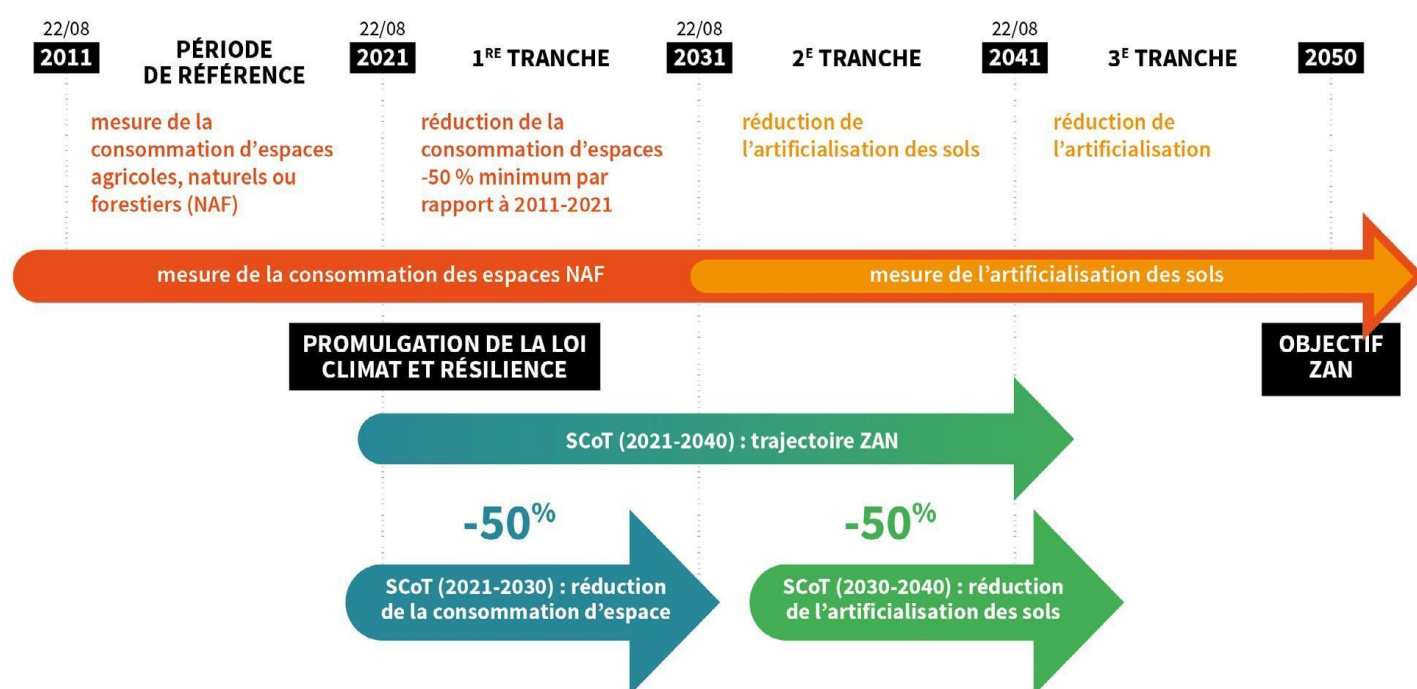 22/08
2011
PÉRIODE
DE RÉFÉRENCE
22/08
2021
1RE TRANCHE
22/08
2031
2E TRANCHE
22/08
2041
3E TRANCHE
2050
mesure de la
consommation d’espaces
agricoles, naturels ou
forestiers (NAF)
réduction de la
consommation d’espaces
-50 % minimum par
rapport à 2011-2021
réduction de
l’artificialisation des sols
réduction de
l’artificialisation
mesure de la consommation des espaces NAF
mesure de l’artificialisation des sols
PROMULGATION DE LA LOI
CLIMAT ET RÉSILIENCE
OBJECTIF
ZAN
SCoT (2021-2040) : trajectoire ZAN
-50%
SCoT (2021-2030) : réduction
de la consommation d’espace
-50%
SCoT (2030-2040) : réduction
de l’artificialisation des sols